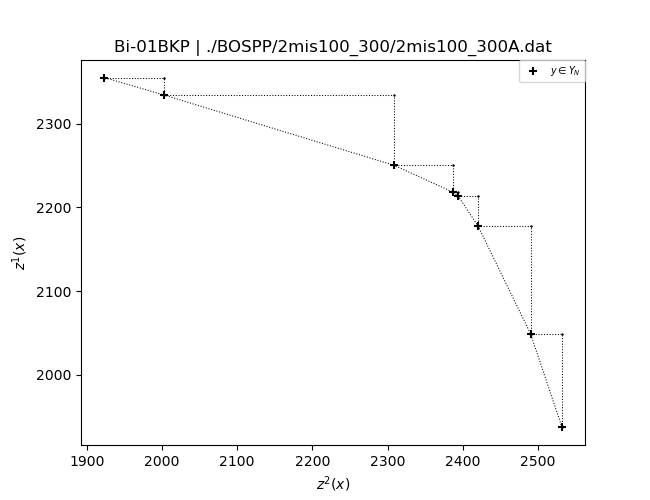 Bi-01BKP | ./BOSPP/2mis100_300/2mis100_300A.dat
y ∈ Y_N
2300
2200
2100
2000
z¹(x)
1900 2000 2100 2200 2300 2400 2500
z²(x)